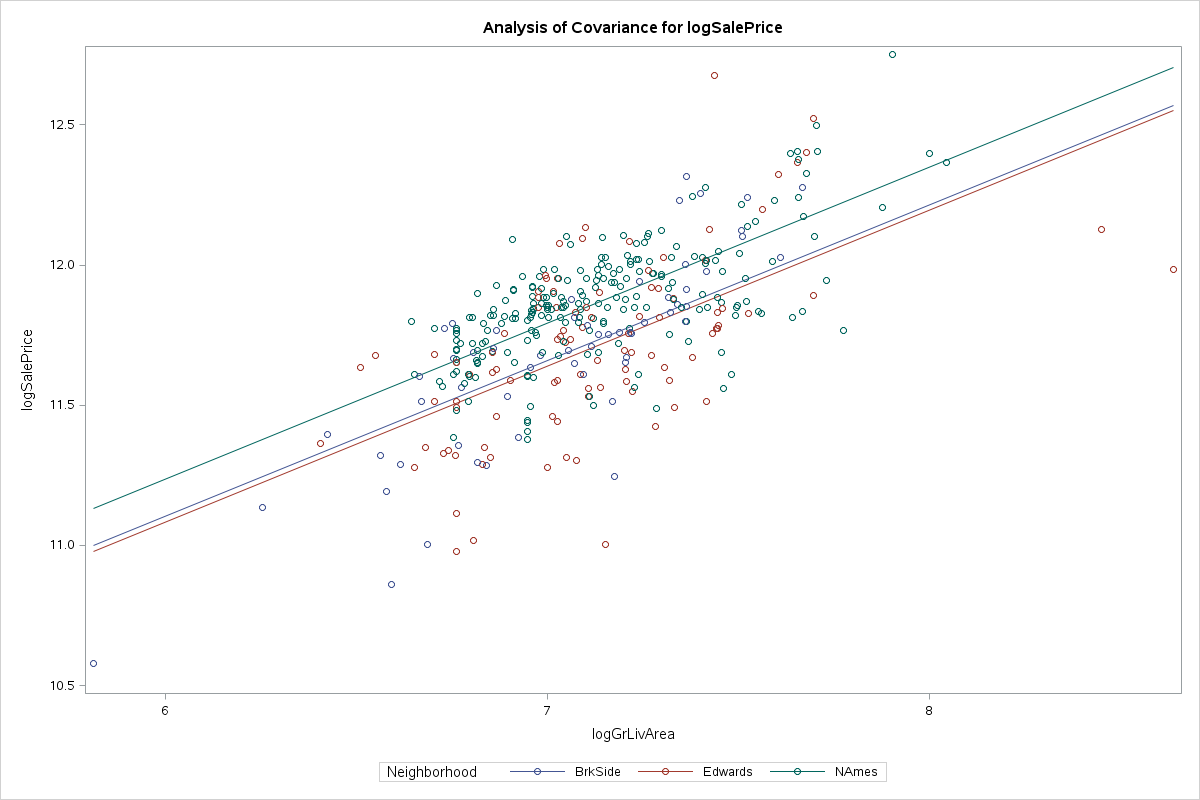 Analysis of Covariance for logSalePrice
12.5
12.0
11.5
11.0
10.5
logSalePrice
6 7 8
logGrLivArea
Neighborhood BrkSide Edwards NAmes